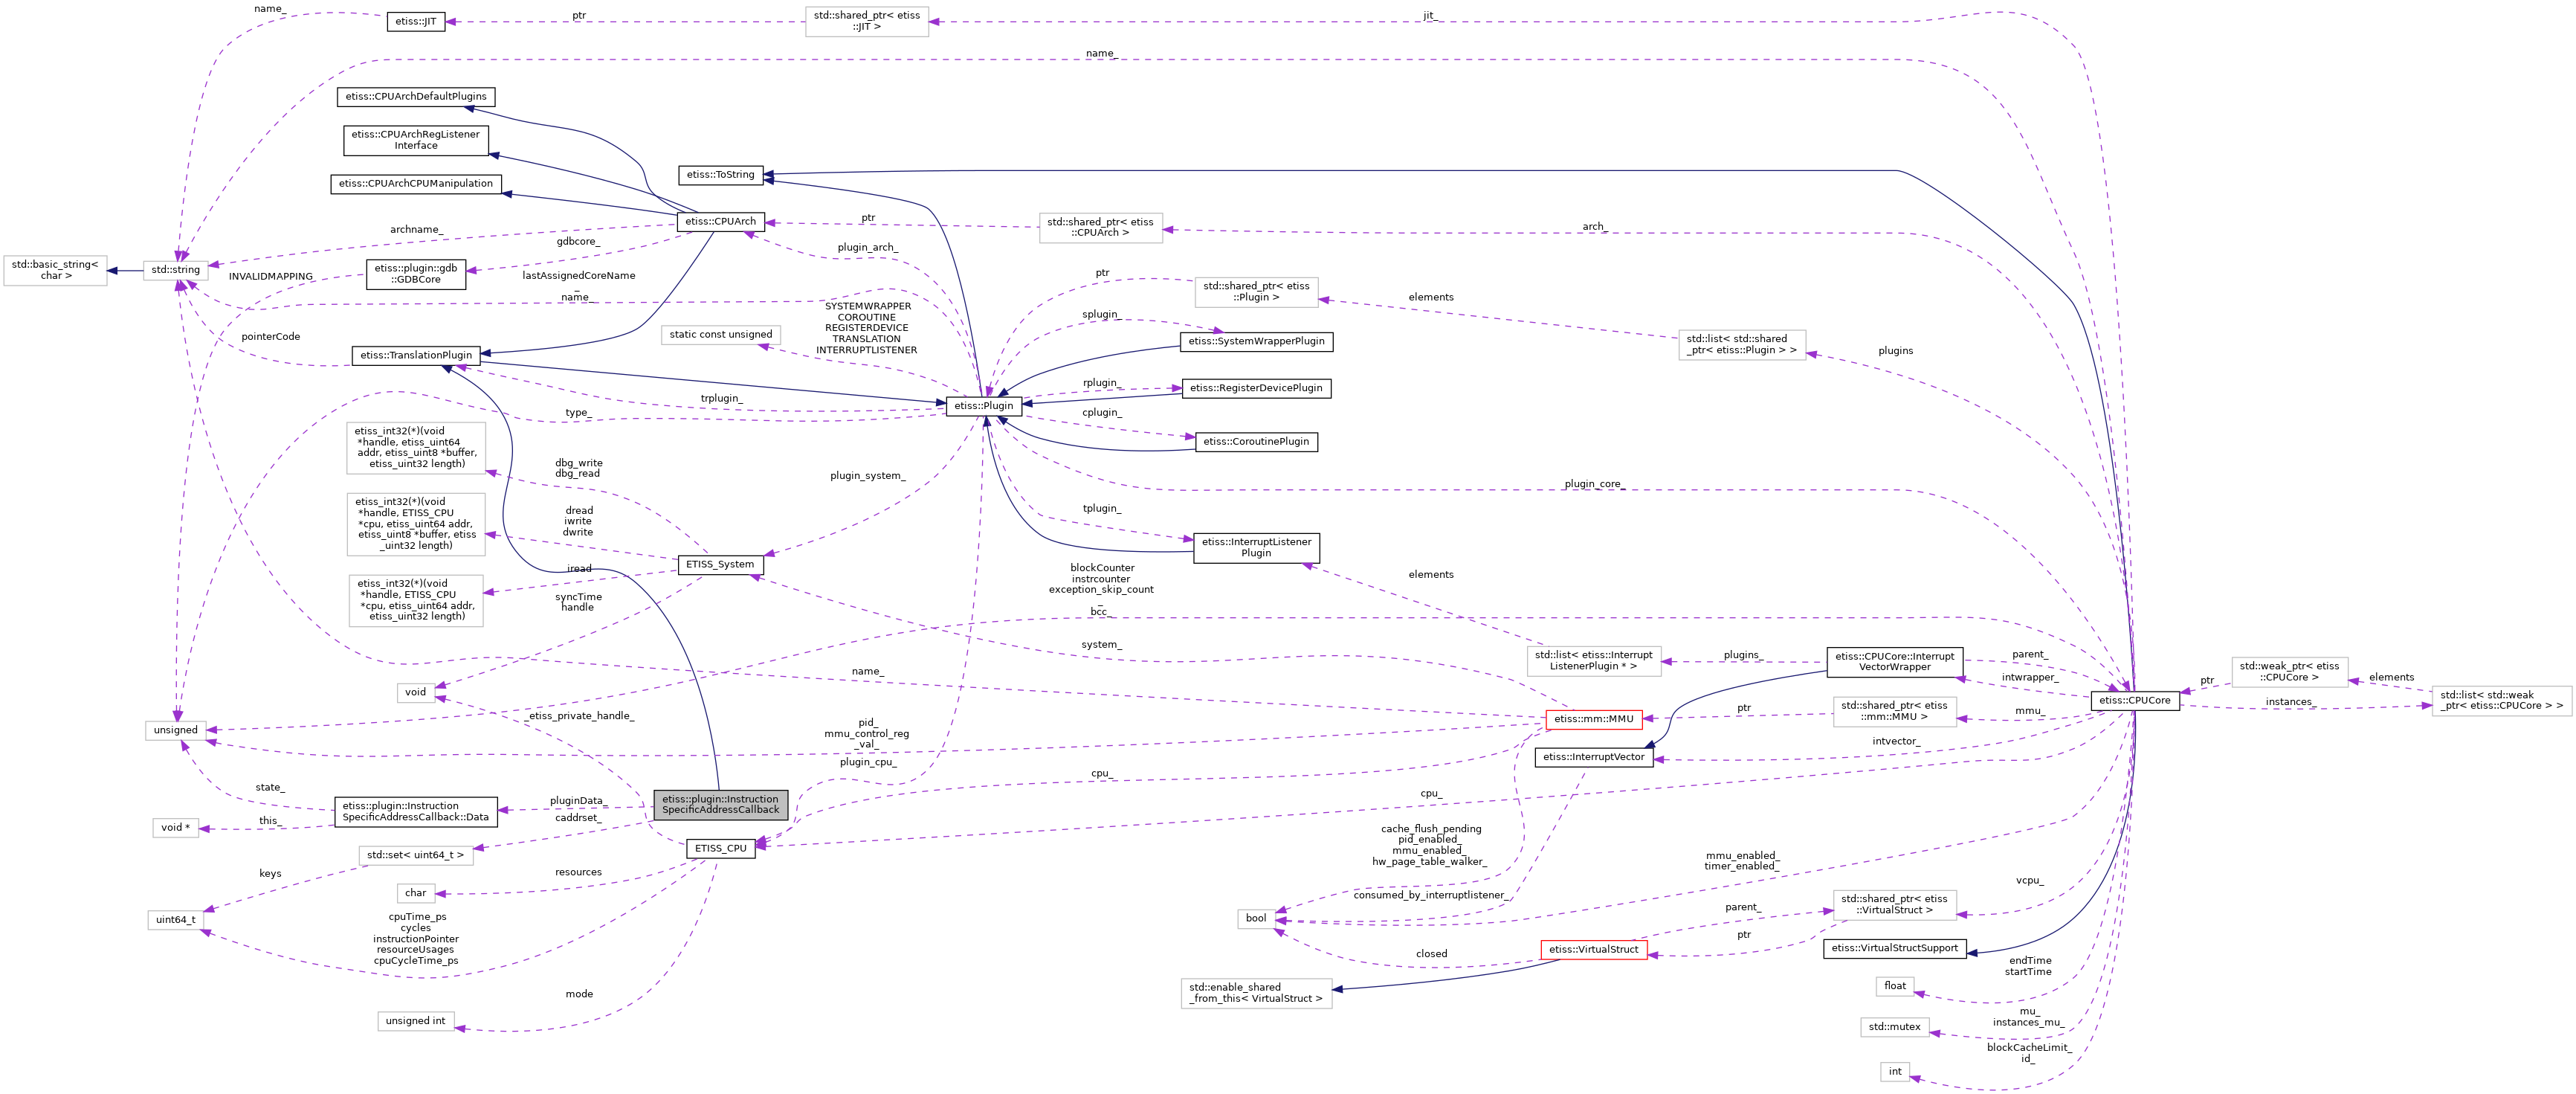 name_
etiss::JIT
ptr
std::shared_ptr< etiss
::JIT >
jit_
name_
etiss::CPUArchDefaultPlugins
etiss::CPUArchRegListener
Interface
etiss::CPUArchCPUManipulation
etiss::ToString
etiss::CPUArch
ptr
std::shared_ptr< etiss
::CPUArch >
arch_
archname_
gdbcore_
plugin_arch_
std::basic_string<
char >
std::string
INVALIDMAPPING
etiss::plugin::gdb
::GDBCore
lastAssignedCoreName
_
name_
ptr
std::shared_ptr< etiss
::Plugin >
elements
SYSTEMWRAPPER
COROUTINE
REGISTERDEVICE
TRANSLATION
INTERRUPTLISTENER
splugin_
static const unsigned
pointerCode
etiss::SystemWrapperPlugin
std::list< std::shared
_ptr< etiss::Plugin > >
plugins
etiss::TranslationPlugin
rplugin_
etiss::RegisterDevicePlugin
trplugin_
etiss::Plugin
type_
cplugin_
etiss::CoroutinePlugin
etiss_int32(*)(void
*handle, etiss_uint64
addr, etiss_uint8 *buffer,
etiss_uint32 length)
dbg_write
dbg_read
plugin_system_
plugin_core_
etiss_int32(*)(void
*handle, ETISS_CPU
*cpu, etiss_uint64 addr,
etiss_uint8 *buffer, etiss
_uint32 length)
dread
iwrite
dwrite
tplugin_
etiss::InterruptListener
Plugin
ETISS_System
iread
etiss_int32(*)(void
*handle, ETISS_CPU
*cpu, etiss_uint64 addr,
etiss_uint32 length)
syncTime
handle
blockCounter
instrcounter
exception_skip_count
_
bcc_
elements
system_
name_
std::list< etiss::Interrupt
ListenerPlugin * >
plugins_
etiss::CPUCore::Interrupt
VectorWrapper
parent_
intwrapper_
std::weak_ptr< etiss
::CPUCore >
ptr
elements
std::list< std::weak
_ptr< etiss::CPUCore > >
instances_
etiss::CPUCore
void
etiss_private_handle_
unsigned
pid_
mmu_control_reg
_val_
plugin_cpu_
etiss::mm::MMU
ptr
std::shared_ptr< etiss
::mm::MMU >
mmu_
intvector_
etiss::InterruptVector
cpu_
cpu_
state_
etiss::plugin::Instruction
SpecificAddressCallback::Data
pluginData_
etiss::plugin::Instruction
SpecificAddressCallback
caddrset_
this_
void *
std::set< uint64_t >
ETISS_CPU
keys
resources
char
uint64_t
cpuTime_ps
cycles
instructionPointer
resourceUsages
cpuCycleTime_ps
mode
unsigned int
cache_flush_pending
pid_enabled_
mmu_enabled_
hw_page_table_walker_
consumed_by_interruptlistener_
mmu_enabled_
timer_enabled_
vcpu_
bool
parent_
std::shared_ptr< etiss
::VirtualStruct >
ptr
closed
etiss::VirtualStruct
etiss::VirtualStructSupport
std::enable_shared
_from_this< VirtualStruct >
endTime
startTime
float
mu_
instances_mu_
std::mutex
blockCacheLimit_
id_
int